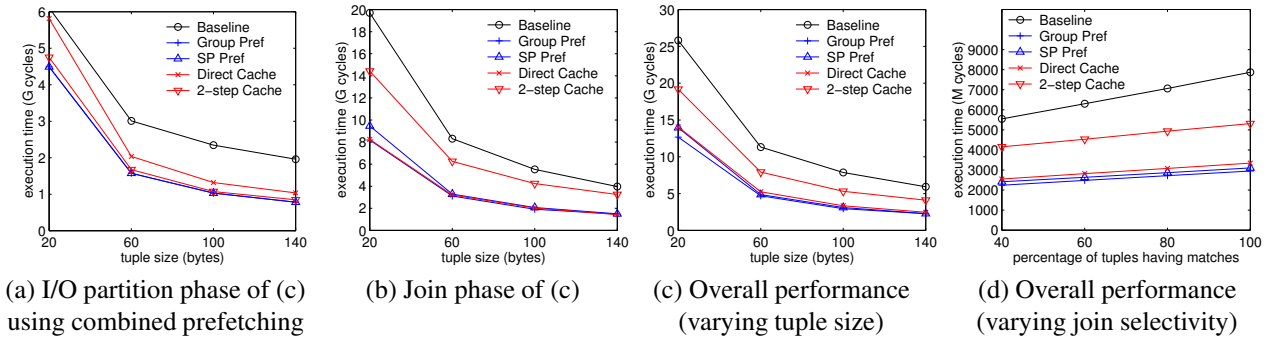 6
5
4
3
2
1
0
20
60
100
140
execution time (G cycles)
tuple size (bytes)
Baseline
Group Pref
SP Pref
Direct Cache
2−step Cache
(a) I/O partition phase of (c)
using combined prefetching
20
18
16
14
12
10
8
6
4
2
0
20
60
100
140
execution time (G cycles)
tuple size (bytes)
Baseline
Group Pref
SP Pref
Direct Cache
2−step Cache
(b) Join phase of (c)
30
25
20
15
10
5
0
20
60
100
140
execution time (G cycles)
tuple size (bytes)
Baseline
Group Pref
SP Pref
Direct Cache
2−step Cache
(c) Overall performance
(varying tuple size)
9000
8000
7000
6000
5000
4000
3000
2000
1000
0
40
60
80
100
execution time (M cycles)
percentage of tuples having matches
Baseline
Group Pref
SP Pref
Direct Cache
2−step Cache
(d) Overall performance
(varying join selectivity)